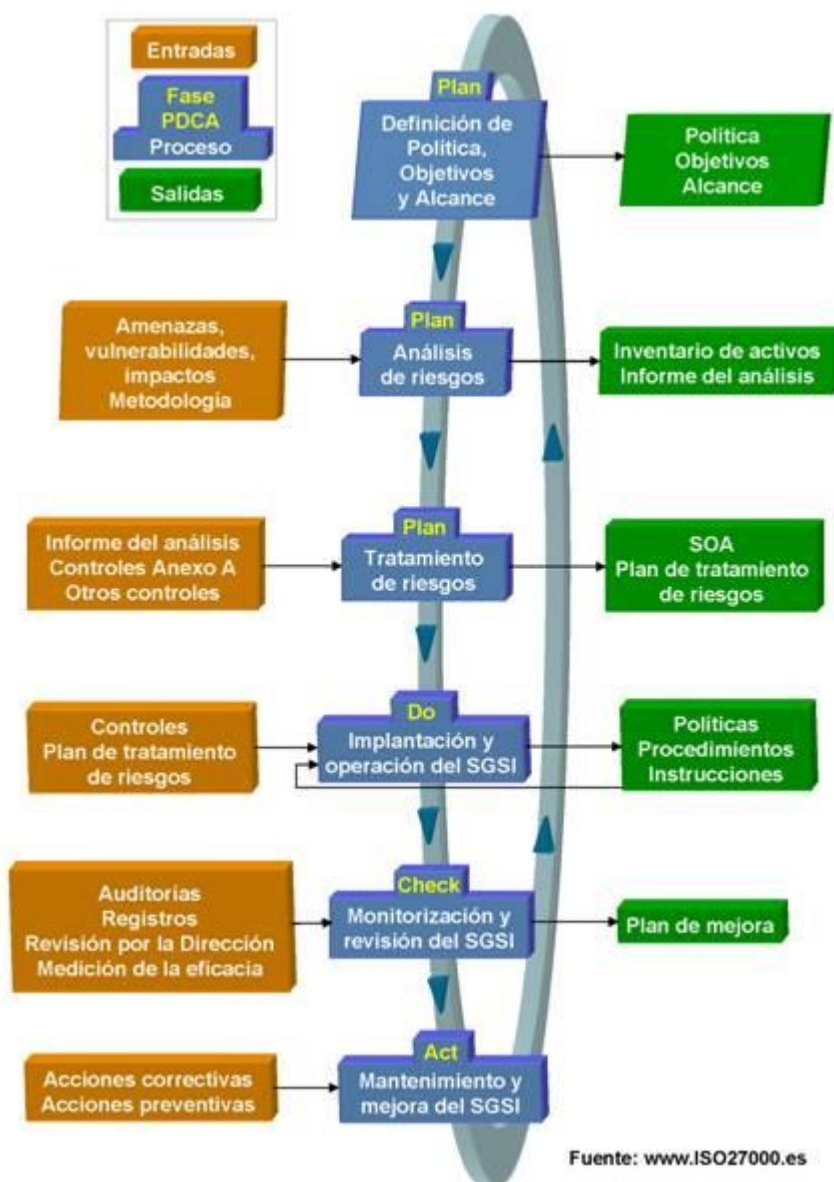 Entradas
Fase
PDCA
Proceso
Salidas
Plan
Definición de
Política,
Objetivos
y Alcance
Política
Objetivos
Alcance
Amenazas,
vulnerabilidades,
impactos
Metodología
Plan
Análisis
de riesgos
Inventario de activos
Informe del análisis
Informe del análisis
Controles Anexo A
Otros controles
Plan
Tratamiento
de riesgos
SOA
Plan de tratamiento
de riesgos
Controles
Plan de tratamiento
de riesgos
Do
Implantación y
operación del SGSI
Políticas
Procedimientos
Instrucciones
Auditorias
Registros
Revisión por la Dirección
Medición de la eficacia
Check
Monitorización y
revisión del SGSI
Plan de mejora
Acciones correctivas
Acciones preventivas
Act
Mantenimiento y
mejora del SGSI
Fuente: www.ISO27000.es